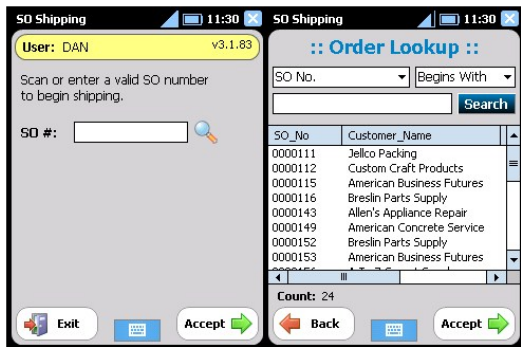 SO Shipping 11:30
User: DAN v3.1.83
Scan or enter a valid SO number
to begin shipping.
SO #:
Exit Accept
SO Shipping 11:30
:: Order Lookup ::
SO No. Begins With
Search
SO_No Customer_Name
0000111 Jellco Packing
0000112 Custom Craft Products
0000115 American Business Futures
0000116 Breslin Parts Supply
0000143 Allen's Appliance Repair
0000149 American Concrete Service
0000152 Breslin Parts Supply
0000153 American Business Futures
Count: 24
Back Accept